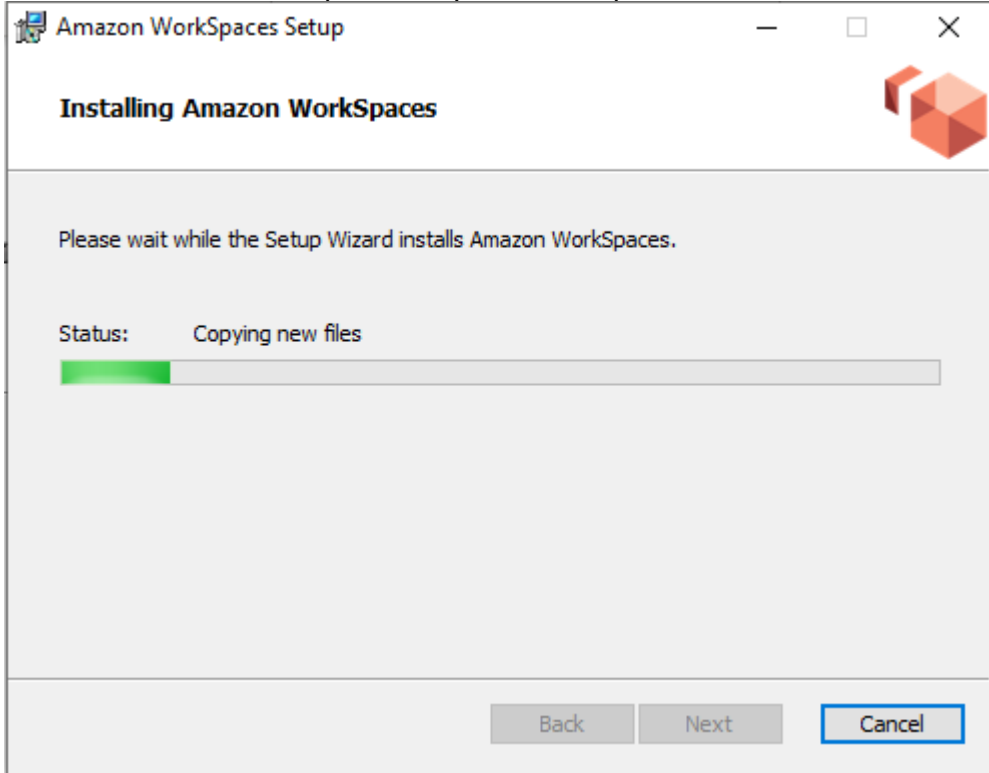 Amazon WorkSpaces Setup
Installing Amazon WorkSpaces
Please wait while the Setup Wizard installs Amazon WorkSpaces.
Status: Copying new files
Back Next Cancel